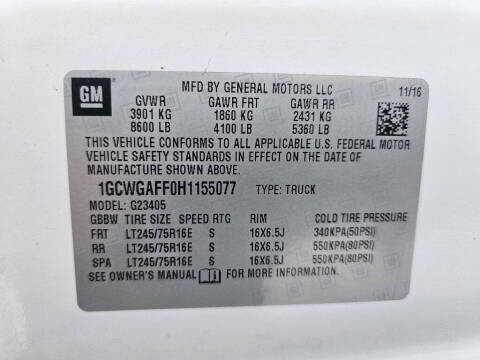 GM
MFD BY GENERAL MOTORS LLC 11/16
GVWR GAWR FRT GAWR RR
3901 KG 1860 KG 2431 KG
8600 LB 4100 LB 5360 LB
THIS VEHICLE CONFORMS TO ALL APPLICABLE U.S. FEDERAL MOTOR
VEHICLE SAFETY STANDARDS IN EFFECT ON THE DATE OF
MANUFACTURE SHOWN ABOVE.
1GCWGAFF0H1155077 TYPE: TRUCK
MODEL: G23405
GBBW TIRE SIZE SPEED RTG RIM COLD TIRE PRESSURE
FRT LT245/75R16E S 16X6.5J 340KPA(50PSI)
RR LT245/75R16E S 16X6.5J 550KPA(80PSI)
SPA LT245/75R16E S 16X6.5J 550KPA(80PSI)
SEE OWNER'S MANUAL FOR MORE INFORMATION.